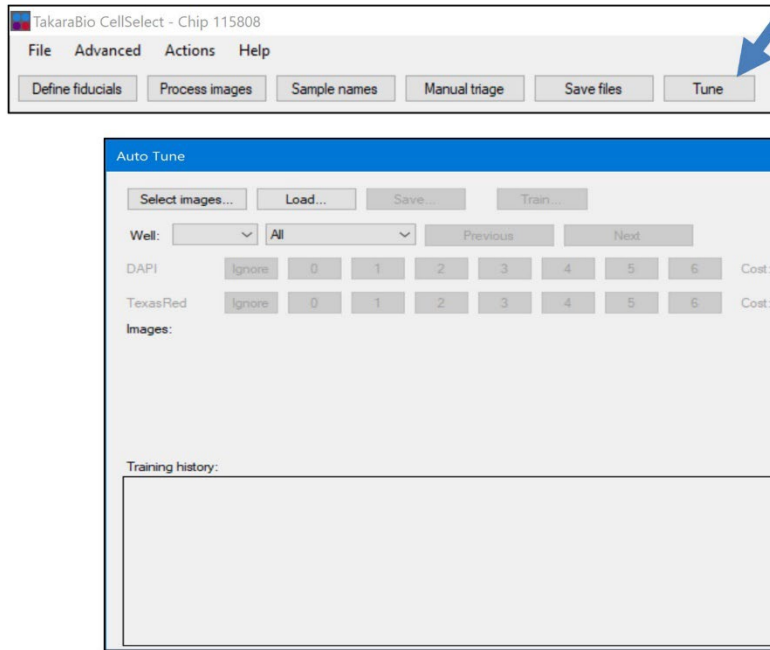 TakaraBio CellSelect - Chip 115808
File Advanced Actions Help
Define fiducials Process images Sample names Manual triage Save files Tune
Auto Tune
Select images... Load... Save... Train...
Well: All Previous Next
DAPI Ignore 0 1 2 3 4 5 6 Cost:
TexasRed Ignore 0 1 2 3 4 5 6 Cost:
Images:
Training history: